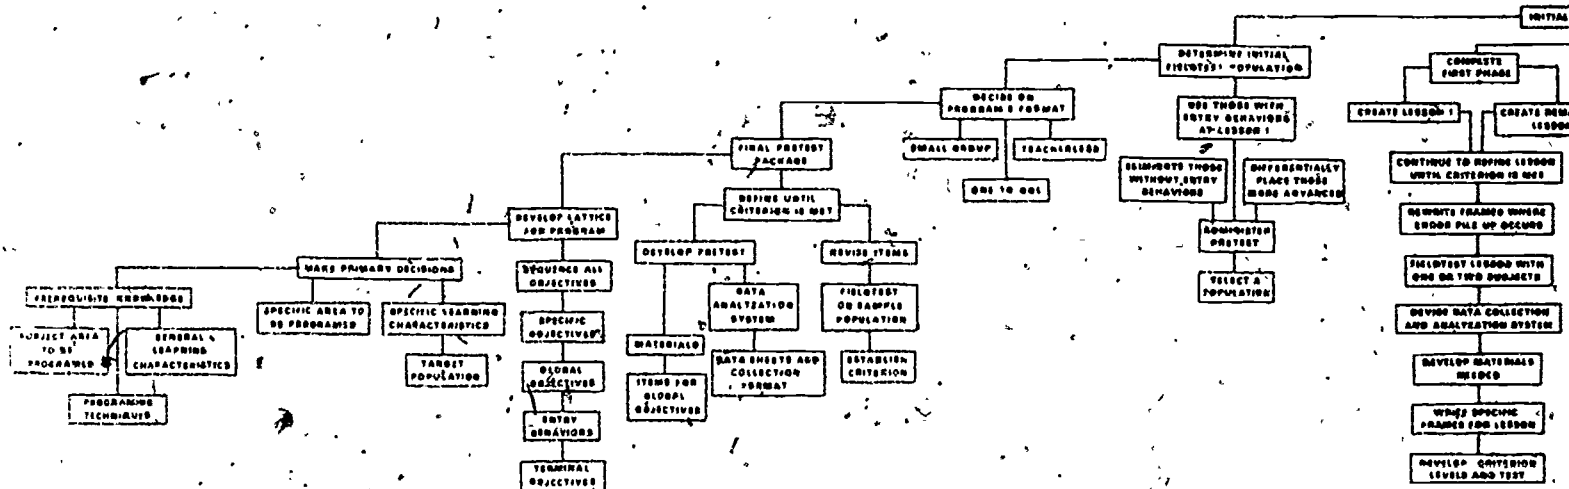 INITIAL
DETERMINE INITIAL
FIELDTEST POPULATION
COMPLETE
FIRST PHASE
DECIDE ON
PROGRAM'S FORMAT
USE THOSE WITH
ENTRY BEHAVIORS
AT LESSON 1
CREATE LESSON 1
CREATE
LESSON
SMALL GROUP
TEACHERLESS
ONE TO ONE
FINAL PRETEST
PACKAGE
ELIMINATE THOSE
WITHOUT ENTRY
BEHAVIORS
DIFFERENTIALLY
PLACE THOSE
MORE ADVANCED
CONTINUE TO REFINE LESSON
UNTIL CRITERION IS MET
REFINE UNTIL
CRITERION IS MET
DEVELOP LATTICE
FOR PROGRAM
REWRITE FRAMES WHERE
ERROR PILE UP OCCURS
ADMINISTER
PRETEST
DEVELOP PRETEST
REVISE ITEMS
MAKE PRIMARY DECISIONS
SEQUENCE ALL
OBJECTIVES
FIELDTEST LESSON WITH
ONE OR TWO SUBJECTS
SELECT A
POPULATION
PREREQUISITE KNOWLEDGE
SPECIFIC AREA TO
BE PROGRAMED
SPECIFIC LEARNING
CHARACTERISTICS
DATA
ANALYZATION
SYSTEM
FIELDTEST
ON SAMPLE
POPULATION
SPECIFIC
OBJECTIVES
DEVISE DATA COLLECTION
AND ANALYZATION SYSTEM
SUBJECT AREA
TO BE
PROGRAMED
GENERAL
LEARNING
CHARACTERISTICS
MATERIALS
TARGET
POPULATION
GLOBAL
OBJECTIVES
DATA SHEETS AND
COLLECTION
FORMAT
ESTABLISH
CRITERION
DEVELOP MATERIALS
NEEDED
ITEMS FOR
GLOBAL
OBJECTIVES
PROGRAMING
TECHNIQUES
ENTRY
BEHAVIORS
WRITE SPECIFIC
FRAMES FOR LESSON
TERMINAL
OBJECTIVES
DEVELOP CRITERION
LEVELS AND TEST